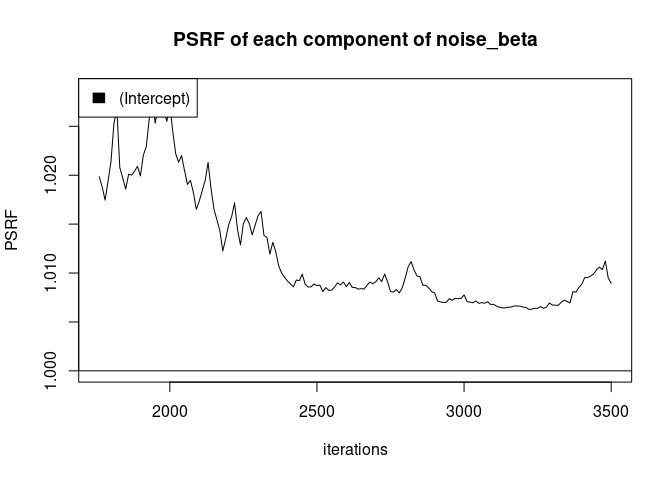 PSRF of each component of noise_beta
(Intercept)
PSRF
1.020
1.010
1.000
2000 2500 3000 3500
iterations